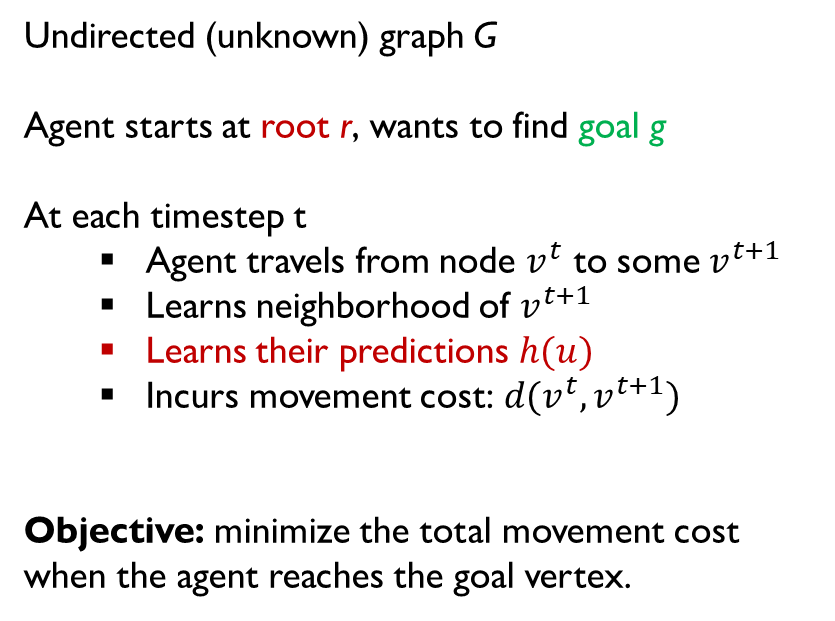 Undirected (unknown) graph G
Agent starts at root r, wants to find goal g
At each timestep t
▪ Agent travels from node $v^t$ to some $v^{t+1}$
▪ Learns neighborhood of $v^{t+1}$
▪ Learns their predictions $h(u)$
▪ Incurs movement cost: $d(v^t, v^{t+1})$
Objective: minimize the total movement cost
when the agent reaches the goal vertex.